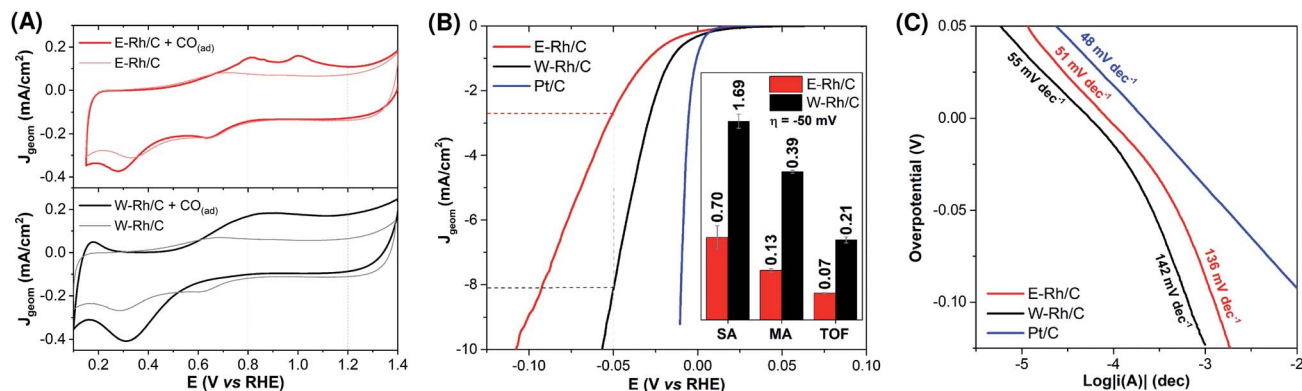 (A)
E-Rh/C + CO(ad)
E-Rh/C
Jgeom (mA/cm²)
0.2
0.0
-0.2
-0.4
W-Rh/C + CO(ad)
W-Rh/C
Jgeom (mA/cm²)
0.2
0.0
-0.2
-0.4
0.2 0.4 0.6 0.8 1.0 1.2 1.4
E (V vs RHE)
(B)
E-Rh/C
W-Rh/C
Pt/C
Jgeom (mA/cm²)
0
-2
-4
-6
-8
-10
-0.10 -0.05 0.00 0.05 0.10
E (V vs RHE)
E-Rh/C
W-Rh/C
η = -50 mV
0.70
1.69
0.13
0.39
0.07
0.21
SA MA TOF
(C)
48 mV dec⁻¹
51 mV dec⁻¹
55 mV dec⁻¹
136 mV dec⁻¹
142 mV dec⁻¹
E-Rh/C
W-Rh/C
Pt/C
Overpotential (V)
0.05
0.00
-0.05
-0.10
-5 -4 -3 -2
Log|i(A)| (dec)